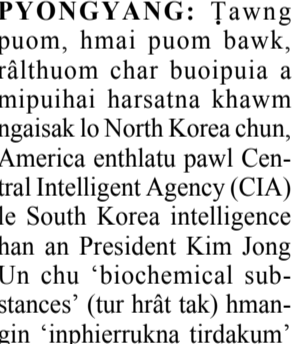 PYONGYANG: Ṭawng
puom, hmai puom bawk,
râlthuom char buoipuia a
mipuihai harsatna khawm
ngaisak lo North Korea chun,
America enthlatu pawl Cen-
tral Intelligent Agency (CIA)
le South Korea intelligence
han an President Kim Jong
Un chu ‘biochemical sub-
stances’ (tur hrât tak) hman-
gin ‘inphierrukna tirdakum’